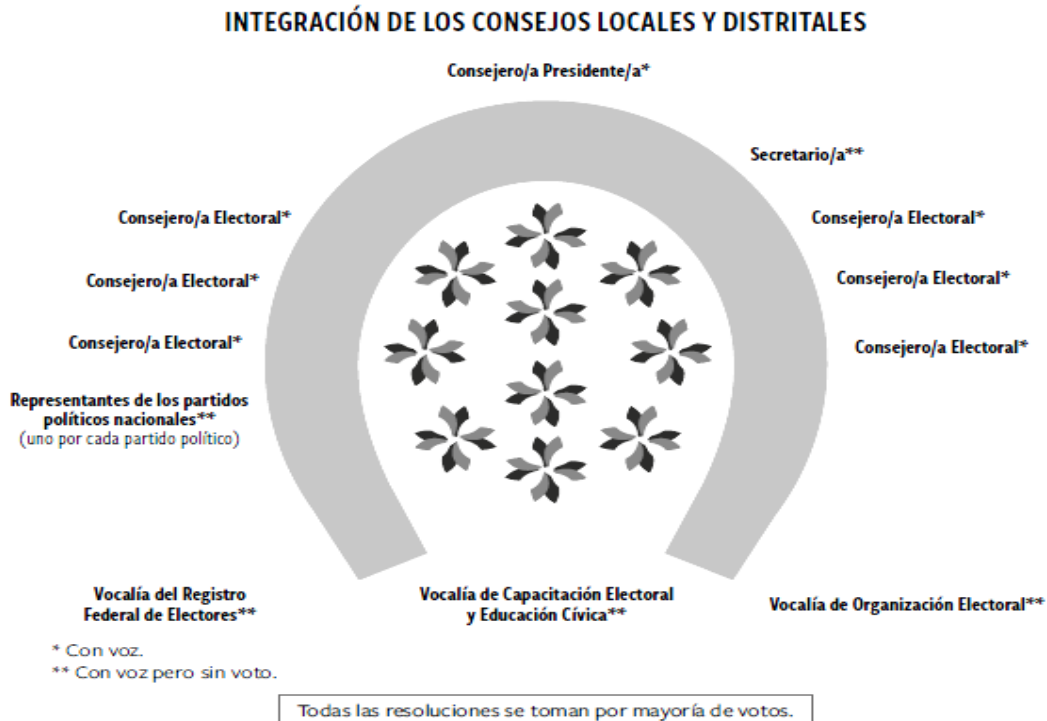 INTEGRACIÓN DE LOS CONSEJOS LOCALES Y DISTRITALES
Consejero/a Presidente/a*
Secretario/a**
Consejero/a Electoral*
Consejero/a Electoral*
Consejero/a Electoral*
Consejero/a Electoral*
Consejero/a Electoral*
Consejero/a Electoral*
Representantes de los partidos
políticos nacionales**
(uno por cada partido político)
Vocalía del Registro
Federal de Electores**
Vocalía de Capacitación Electoral
y Educación Cívica**
Vocalía de Organización Electoral**
* Con voz.
** Con voz pero sin voto.
Todas las resoluciones se toman por mayoría de votos.